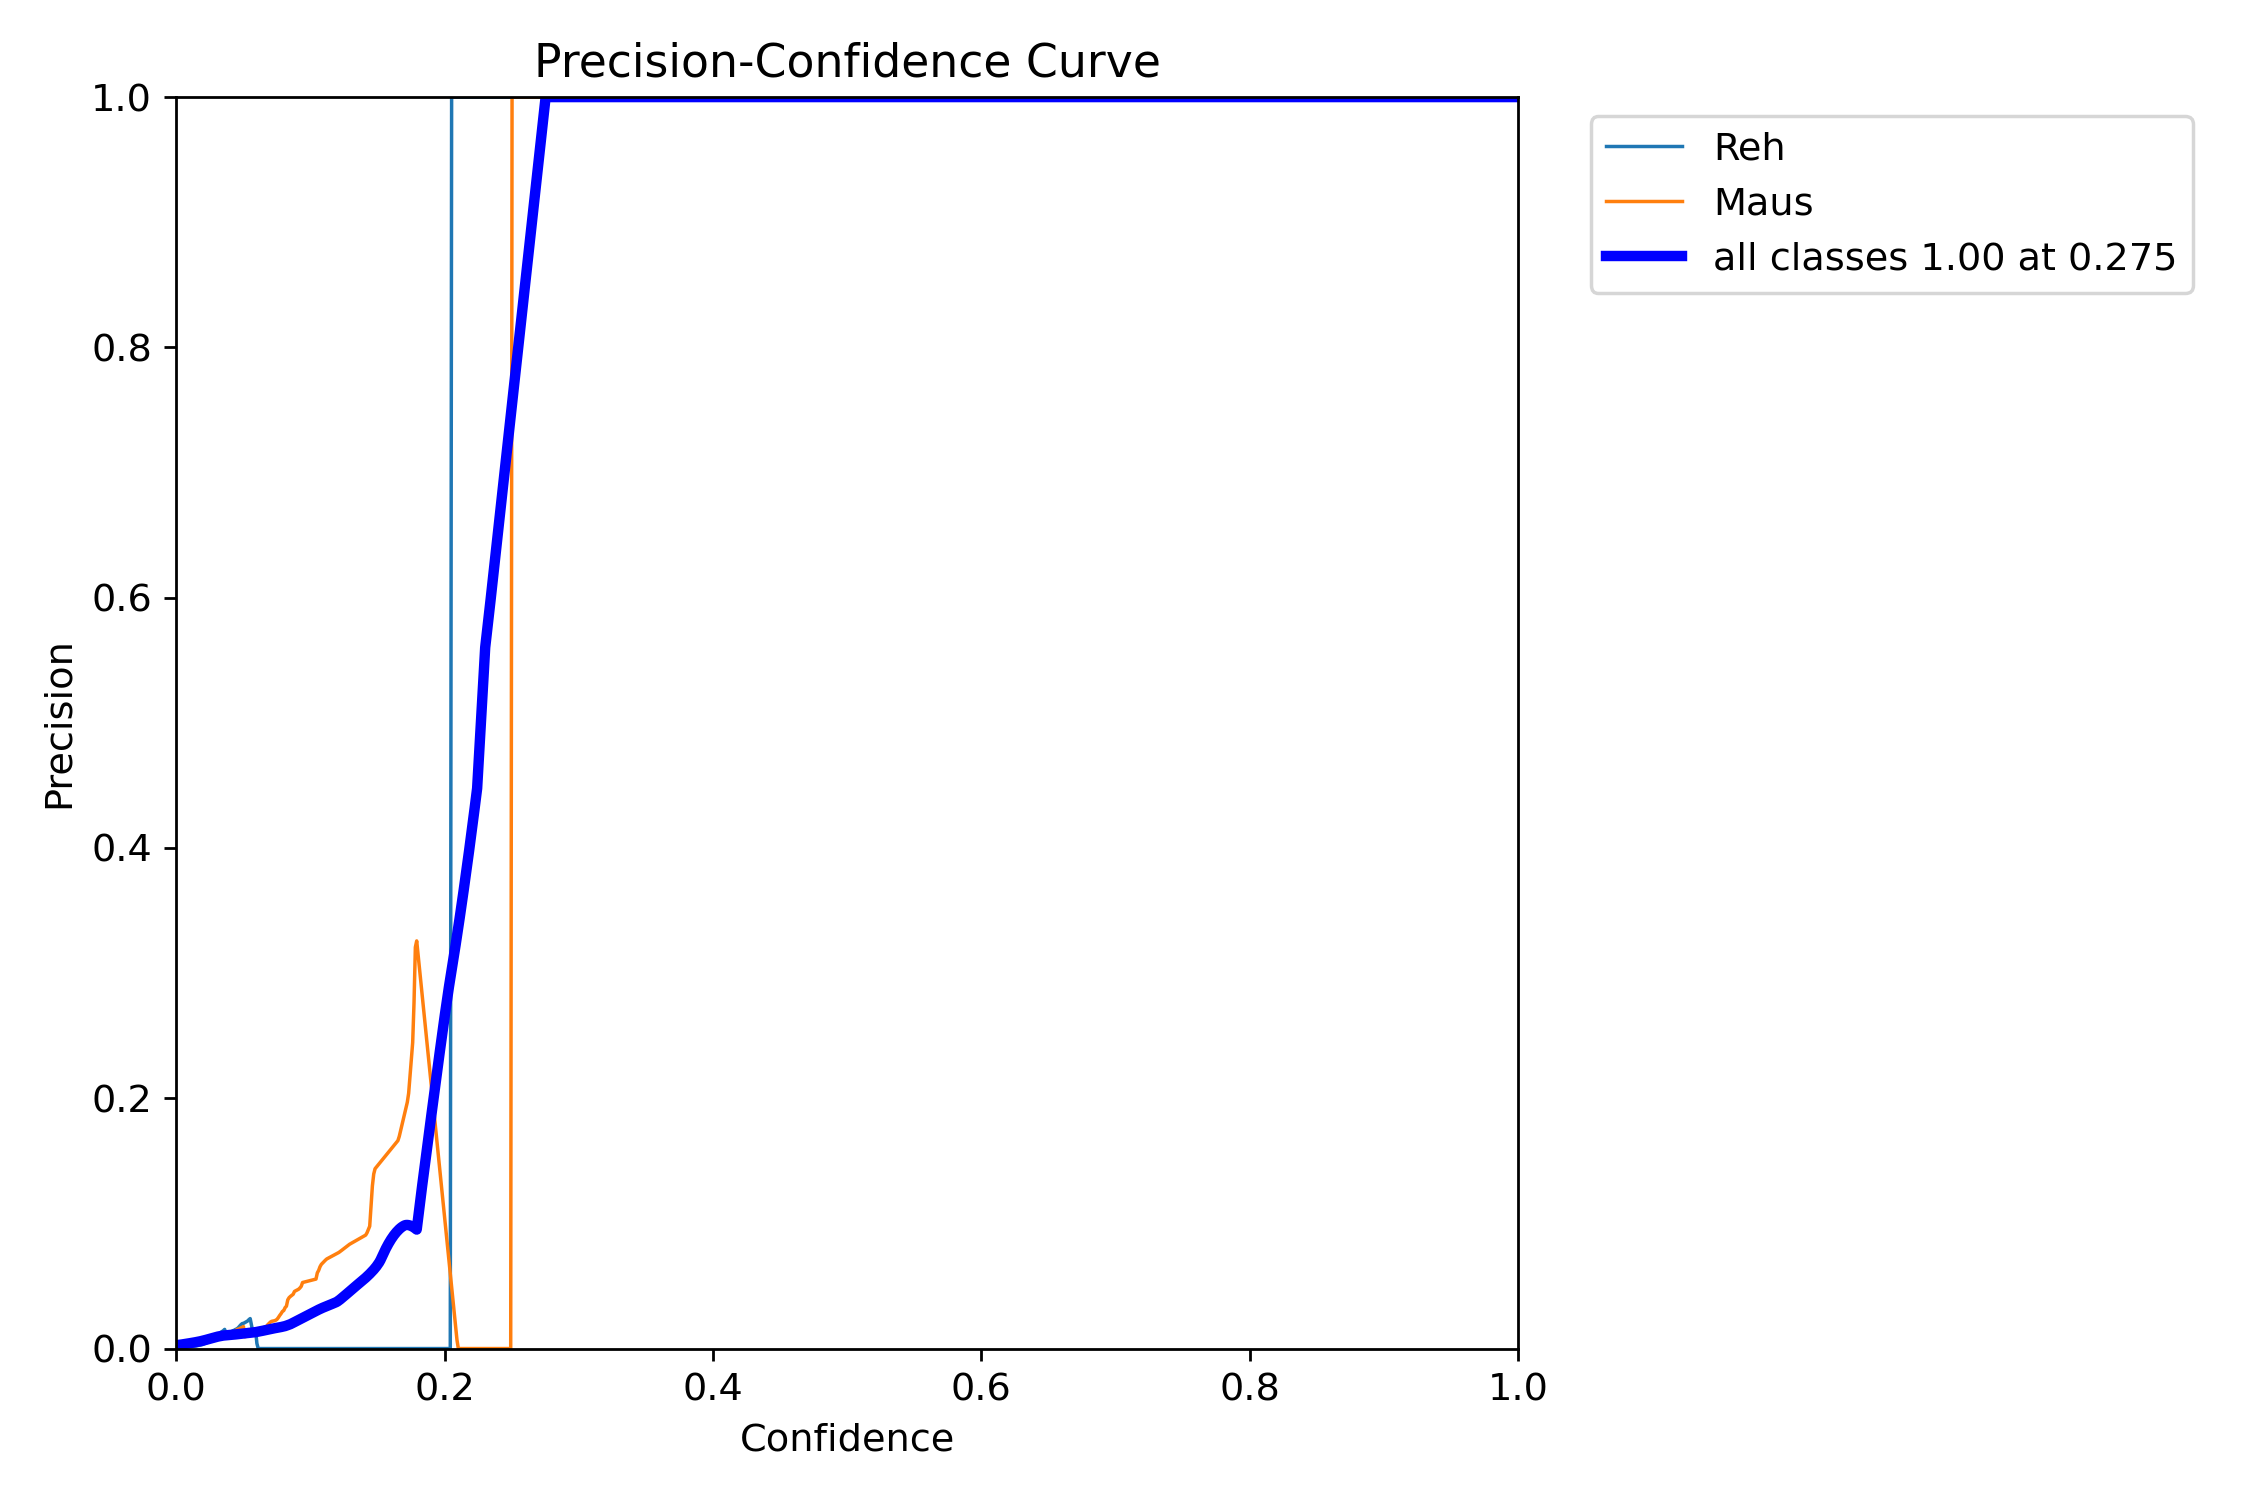 Precision-Confidence Curve
1.0
0.8
0.6
0.4
0.2
0.0
Precision
0.0 0.2 0.4 0.6 0.8 1.0
Confidence
Reh
Maus
all classes 1.00 at 0.275